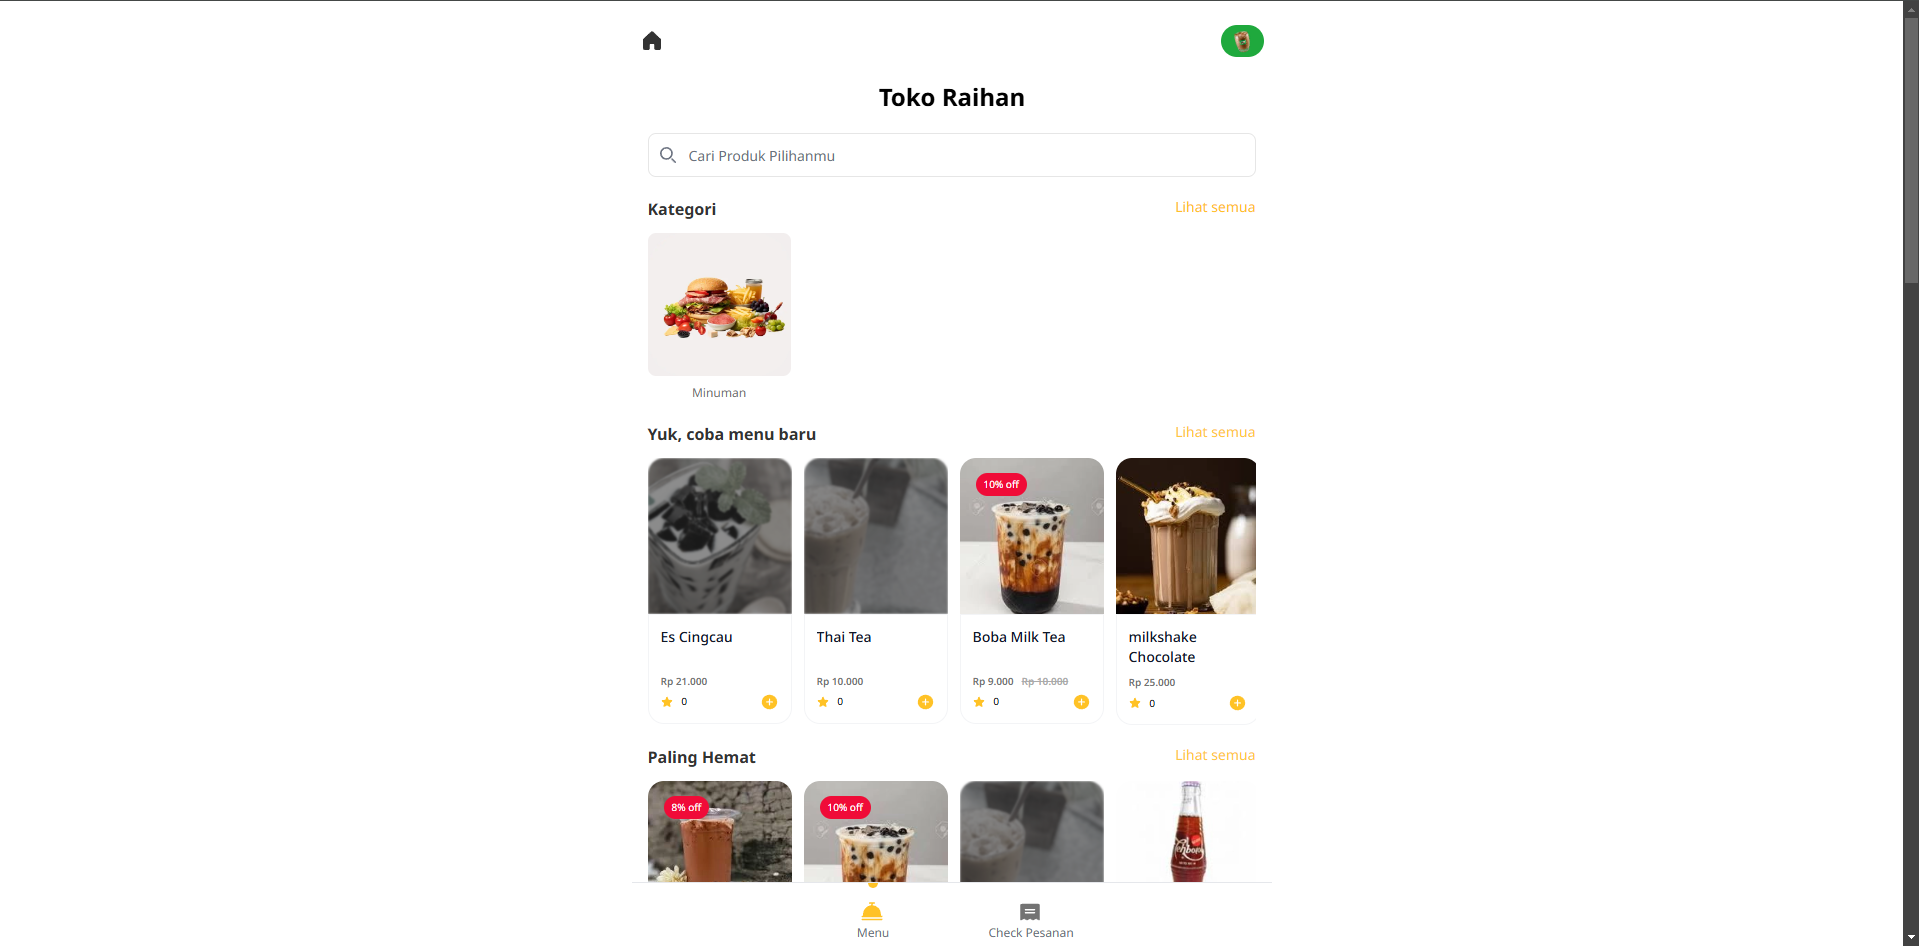 Toko Raihan
Cari Produk Pilihanmu
Kategori
Lihat semua
Minuman
Yuk, coba menu baru
Lihat semua
10% off
Es Cingcau
Thai Tea
Boba Milk Tea
milkshake
Chocolate
Rp 21.000
Rp 10.000
Rp 9.000 Rp 10.000
Rp 25.000
0
0
0
0
Paling Hemat
Lihat semua
8% off
10% off
Menu
Check Pesanan